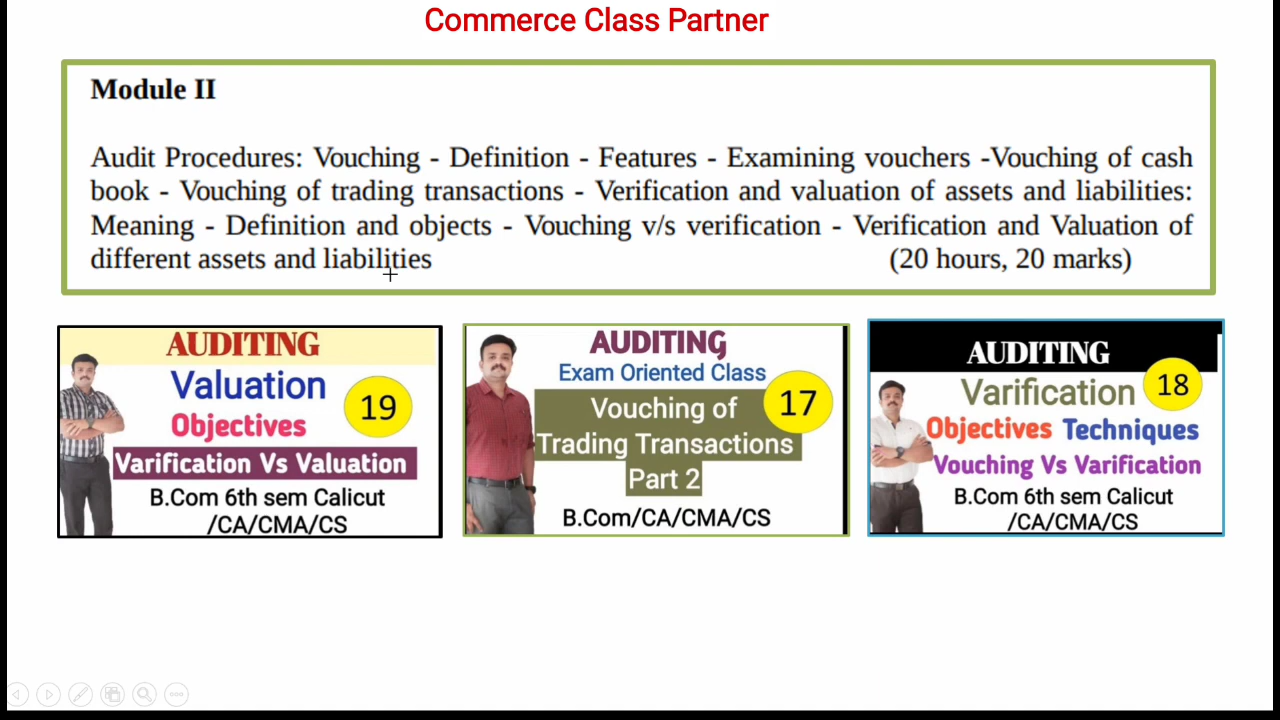 Commerce Class Partner
Module II
Audit Procedures: Vouching - Definition - Features - Examining vouchers -Vouching of cash
book - Vouching of trading transactions - Verification and valuation of assets and liabilities:
Meaning - Definition and objects - Vouching v/s verification - Verification and Valuation of
different assets and liabilities (20 hours, 20 marks)
AUDITING
Valuation
19
Objectives
Varification Vs Valuation
B.Com 6th sem Calicut
/CA/CMA/CS
AUDITING
Exam Oriented Class
Vouching of
17
Trading Transactions
Part 2
B.Com/CA/CMA/CS
AUDITING
Varification
18
Objectives Techniques
Vouching Vs Varification
B.Com 6th sem Calicut
/CA/CMA/CS